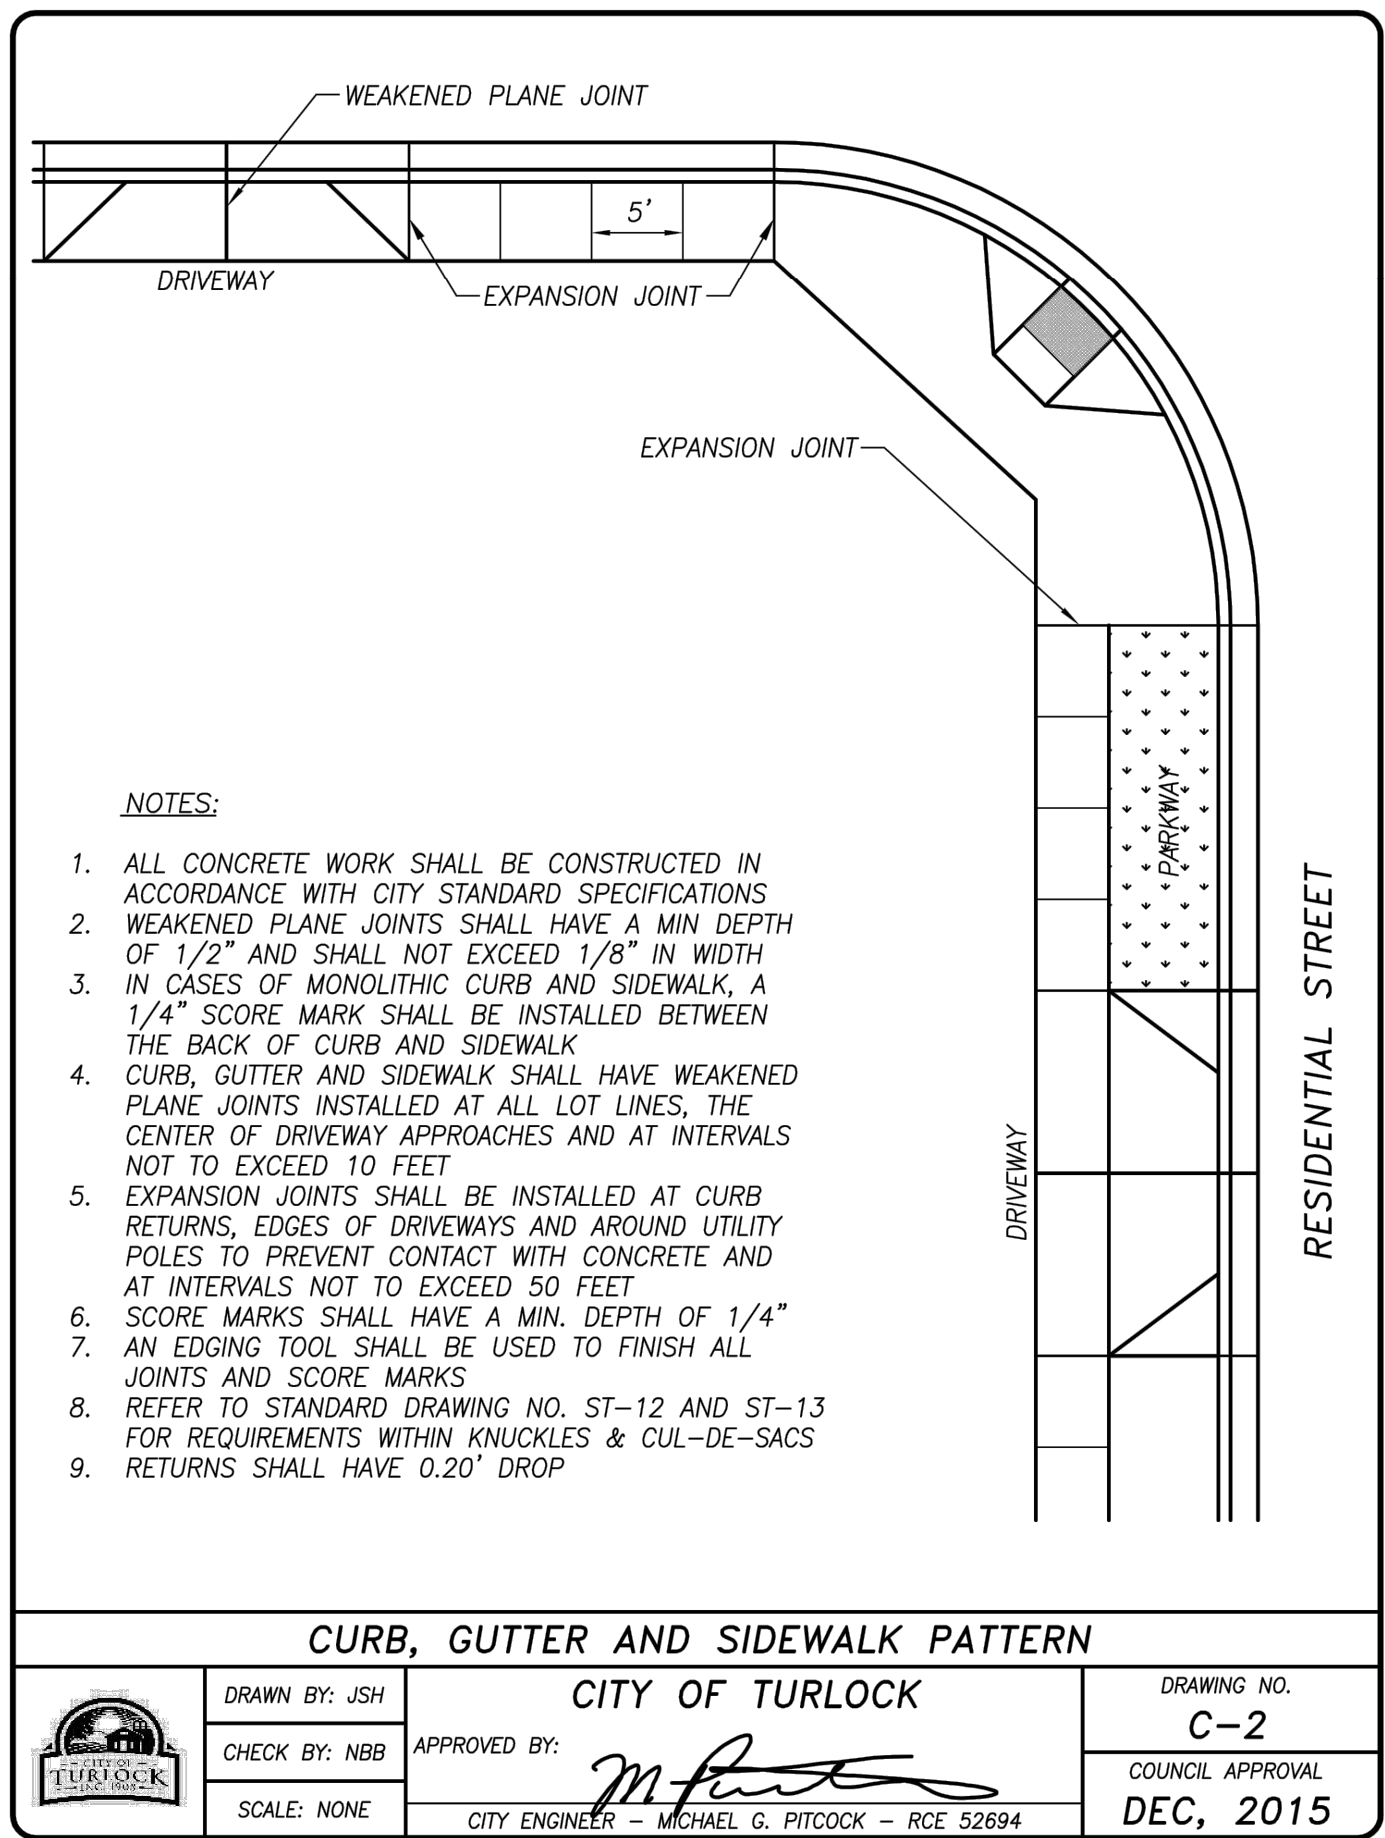 WEAKENED PLANE JOINT
5'
DRIVEWAY
EXPANSION JOINT
EXPANSION JOINT
PARKWAY
RESIDENTIAL STREET
DRIVEWAY
NOTES:
1. ALL CONCRETE WORK SHALL BE CONSTRUCTED IN
ACCORDANCE WITH CITY STANDARD SPECIFICATIONS
2. WEAKENED PLANE JOINTS SHALL HAVE A MIN DEPTH
OF 1/2" AND SHALL NOT EXCEED 1/8" IN WIDTH
3. IN CASES OF MONOLITHIC CURB AND SIDEWALK, A
1/4" SCORE MARK SHALL BE INSTALLED BETWEEN
THE BACK OF CURB AND SIDEWALK
4. CURB, GUTTER AND SIDEWALK SHALL HAVE WEAKENED
PLANE JOINTS INSTALLED AT ALL LOT LINES, THE
CENTER OF DRIVEWAY APPROACHES AND AT INTERVALS
NOT TO EXCEED 10 FEET
5. EXPANSION JOINTS SHALL BE INSTALLED AT CURB
RETURNS, EDGES OF DRIVEWAYS AND AROUND UTILITY
POLES TO PREVENT CONTACT WITH CONCRETE AND
AT INTERVALS NOT TO EXCEED 50 FEET
6. SCORE MARKS SHALL HAVE A MIN. DEPTH OF 1/4"
7. AN EDGING TOOL SHALL BE USED TO FINISH ALL
JOINTS AND SCORE MARKS
8. REFER TO STANDARD DRAWING NO. ST-12 AND ST-13
FOR REQUIREMENTS WITHIN KNUCKLES & CUL-DE-SACS
9. RETURNS SHALL HAVE 0.20' DROP
CURB, GUTTER AND SIDEWALK PATTERN
CITY OF
TURLOCK
INC. 1908
DRAWN BY: JSH
CHECK BY: NBB
SCALE: NONE
CITY OF TURLOCK
APPROVED BY:
CITY ENGINEER - MICHAEL G. PITCOCK - RCE 52694
DRAWING NO.
C-2
COUNCIL APPROVAL
DEC, 2015